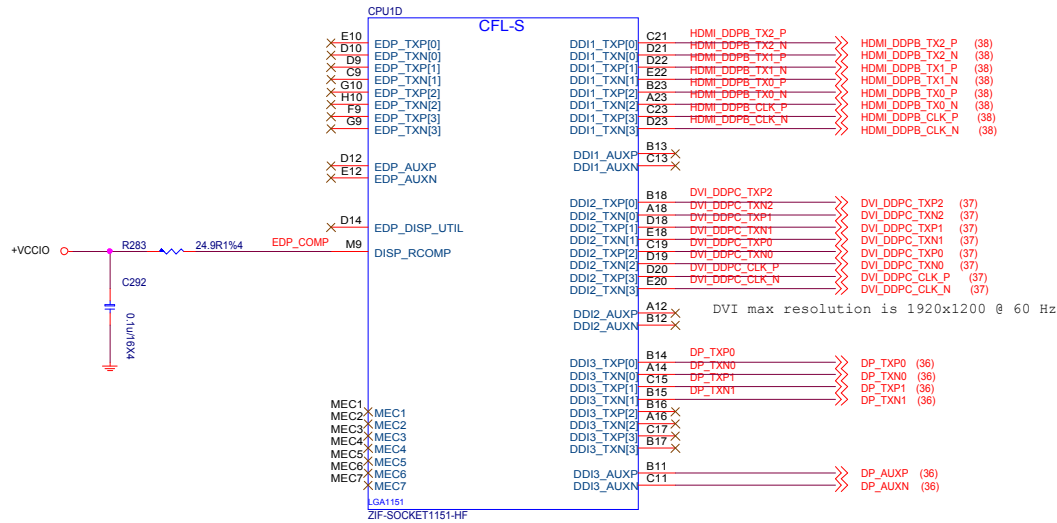 CPU1D
CFL-S
E10 EDP_TXP[0] DDI1_TXP[0] C21 HDMI_DDPB_TX2_P HDMI_DDPB_TX2_P (38)
D10 EDP_TXN[0] DDI1_TXN[0] D21 HDMI_DDPB_TX2_N HDMI_DDPB_TX2_N (38)
D9 EDP_TXP[1] DDI1_TXP[1] D22 HDMI_DDPB_TX1_P HDMI_DDPB_TX1_P (38)
C9 EDP_TXN[1] DDI1_TXN[1] E22 HDMI_DDPB_TX1_N HDMI_DDPB_TX1_N (38)
G10 EDP_TXP[2] DDI1_TXP[2] B23 HDMI_DDPB_TX0_P HDMI_DDPB_TX0_P (38)
H10 EDP_TXN[2] DDI1_TXN[2] A23 HDMI_DDPB_TX0_N HDMI_DDPB_TX0_N (38)
F9 EDP_TXP[3] DDI1_TXP[3] C23 HDMI_DDPB_CLK_P HDMI_DDPB_CLK_P (38)
G9 EDP_TXN[3] DDI1_TXN[3] D23 HDMI_DDPB_CLK_N HDMI_DDPB_CLK_N (38)
DDI1_AUXP B13
DDI1_AUXN C13
D12 EDP_AUXP
E12 EDP_AUXN
DDI2_TXP[0] B18 DVI_DDPC_TXP2 DVI_DDPC_TXP2 (37)
DDI2_TXN[0] A18 DVI_DDPC_TXN2 DVI_DDPC_TXN2 (37)
D14 EDP_DISP_UTIL DDI2_TXP[1] D18 DVI_DDPC_TXP1 DVI_DDPC_TXP1 (37)
DDI2_TXN[1] E18 DVI_DDPC_TXN1 DVI_DDPC_TXN1 (37)
+VCCIO R283 24.9R1%4 EDP_COMP M9 DISP_RCOMP DDI2_TXP[2] C19 DVI_DDPC_TXP0 DVI_DDPC_TXP0 (37)
DDI2_TXN[2] D19 DVI_DDPC_TXN0 DVI_DDPC_TXN0 (37)
DDI2_TXP[3] D20 DVI_DDPC_CLK_P DVI_DDPC_CLK_P (37)
C292 DDI2_TXN[3] E20 DVI_DDPC_CLK_N DVI_DDPC_CLK_N (37)
0.1u/16X4
DDI2_AUXP A12 DVI max resolution is 1920x1200 @ 60 Hz
DDI2_AUXN B12
DDI3_TXP[0] B14 DP_TXP0 DP_TXP0 (36)
DDI3_TXN[0] A14 DP_TXN0 DP_TXN0 (36)
DDI3_TXP[1] C15 DP_TXP1 DP_TXP1 (36)
DDI3_TXN[1] B15 DP_TXN1 DP_TXN1 (36)
MEC1 MEC1 DDI3_TXP[2] B16
MEC2 MEC2 DDI3_TXN[2] A16
MEC3 MEC3 DDI3_TXP[3] C17
MEC4 MEC4 DDI3_TXN[3] B17
MEC5 MEC5
MEC6 MEC6 DDI3_AUXP B11 DP_AUXP (36)
MEC7 MEC7 DDI3_AUXN C11 DP_AUXN (36)
LGA1151
ZIF-SOCKET1151-HF